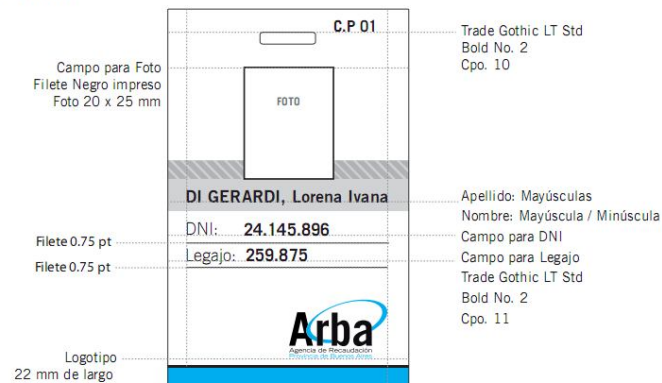 C.P 01
Trade Gothic LT Std
Bold No. 2
Cpo. 10
Campo para Foto
Filete Negro impreso
Foto 20 x 25 mm
FOTO
DI GERARDI, Lorena Ivana
Apellido: Mayúsculas
Nombre: Mayúscula / Minúscula
DNI: 24.145.896
Campo para DNI
Filete 0.75 pt
Legajo: 259.875
Campo para Legajo
Filete 0.75 pt
Trade Gothic LT Std
Bold No. 2
Cpo. 11
Arba
Agencia de Recaudación
Provincia de Buenos Aires
Logotipo
22 mm de largo